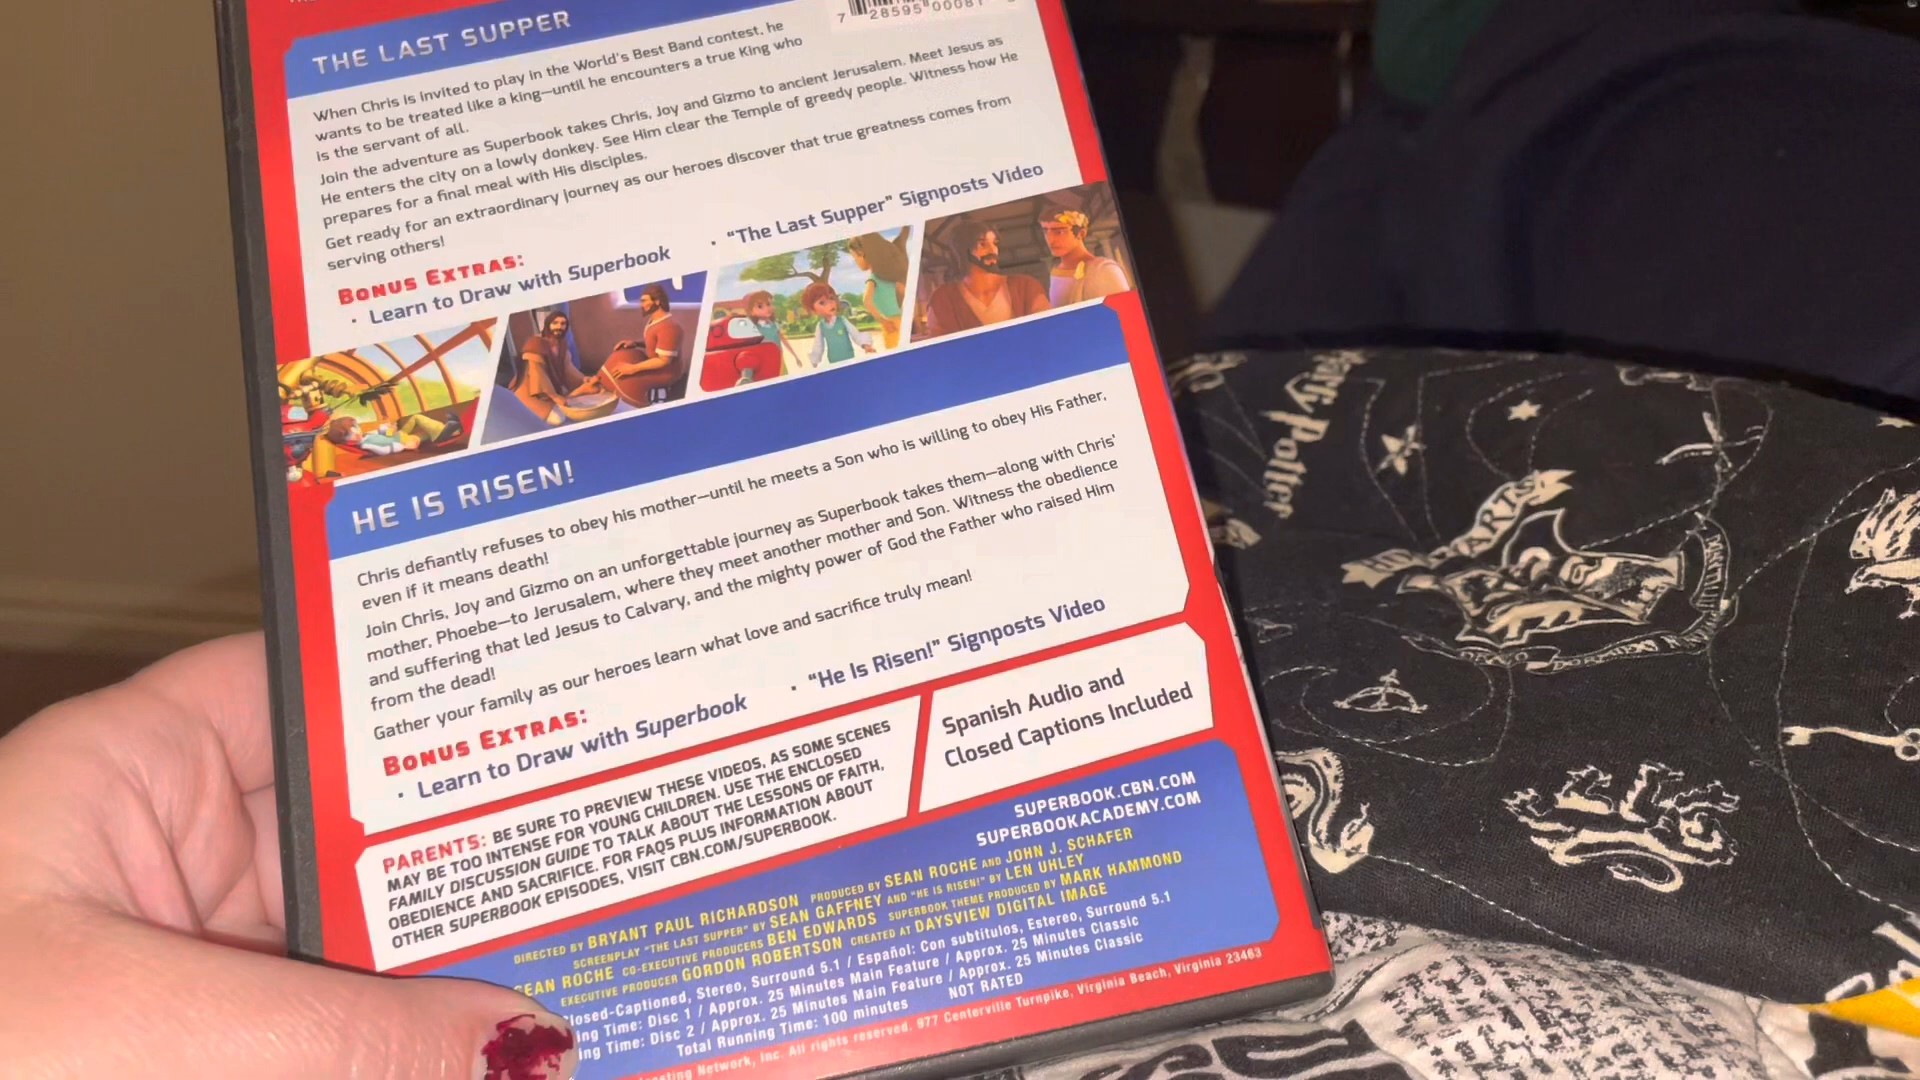 7 28595 00081
THE LAST SUPPER
When Chris is invited to play in the World's Best Band contest, he
wants to be treated like a king—until he encounters a true King who
is the servant of all.
Join the adventure as Superbook takes Chris, Joy and Gizmo to ancient Jerusalem. Meet Jesus as
He enters the city on a lowly donkey. See Him clear the Temple of greedy people. Witness how He
prepares for a final meal with His disciples.
Get ready for an extraordinary journey as our heroes discover that true greatness comes from
serving others!
BONUS EXTRAS:
• Learn to Draw with Superbook • "The Last Supper" Signposts Video
HE IS RISEN!
Chris defiantly refuses to obey his mother—until he meets a Son who is willing to obey His Father,
even if it means death!
Join Chris, Joy and Gizmo on an unforgettable journey as Superbook takes them—along with Chris'
mother, Phoebe—to Jerusalem, where they meet another mother and Son. Witness the obedience
and suffering that led Jesus to Calvary, and the mighty power of God the Father who raised Him
from the dead!
Gather your family as our heroes learn what love and sacrifice truly mean!
BONUS EXTRAS:
• Learn to Draw with Superbook • "He Is Risen!" Signposts Video
PARENTS: BE SURE TO PREVIEW THESE VIDEOS, AS SOME SCENES
MAY BE TOO INTENSE FOR YOUNG CHILDREN. USE THE ENCLOSED
FAMILY DISCUSSION GUIDE TO TALK ABOUT THE LESSONS OF FAITH,
OBEDIENCE AND SACRIFICE. FOR FAQS PLUS INFORMATION ABOUT
OTHER SUPERBOOK EPISODES, VISIT CBN.COM/SUPERBOOK.
Spanish Audio and
Closed Captions Included
SUPERBOOK.CBN.COM
SUPERBOOKACADEMY.COM
DIRECTED BY BRYANT PAUL RICHARDSON PRODUCED BY SEAN ROCHE AND JOHN J. SCHAFER
SCREENPLAY "THE LAST SUPPER" BY SEAN GAFFNEY AND "HE IS RISEN!" BY LEN UHLEY
SEAN ROCHE CO-EXECUTIVE PRODUCERS BEN EDWARDS SUPERBOOK THEME PRODUCED BY MARK HAMMOND
EXECUTIVE PRODUCER GORDON ROBERTSON CREATED AT DAYSVIEW DIGITAL IMAGE
Closed-Captioned, Stereo, Surround 5.1 / Español: Con subtitulos, Estereo, Surround 5.1
ing Time: Disc 1 / Approx. 25 Minutes Main Feature / Approx. 25 Minutes Classic
ing Time: Disc 2 / Approx. 25 Minutes Main Feature / Approx. 25 Minutes Classic
Total Running Time: 100 minutes NOT RATED
asting Network, Inc. All rights reserved. 977 Centerville Turnpike, Virginia Beach, Virginia 23463
Harry Potter
HOGWARTS